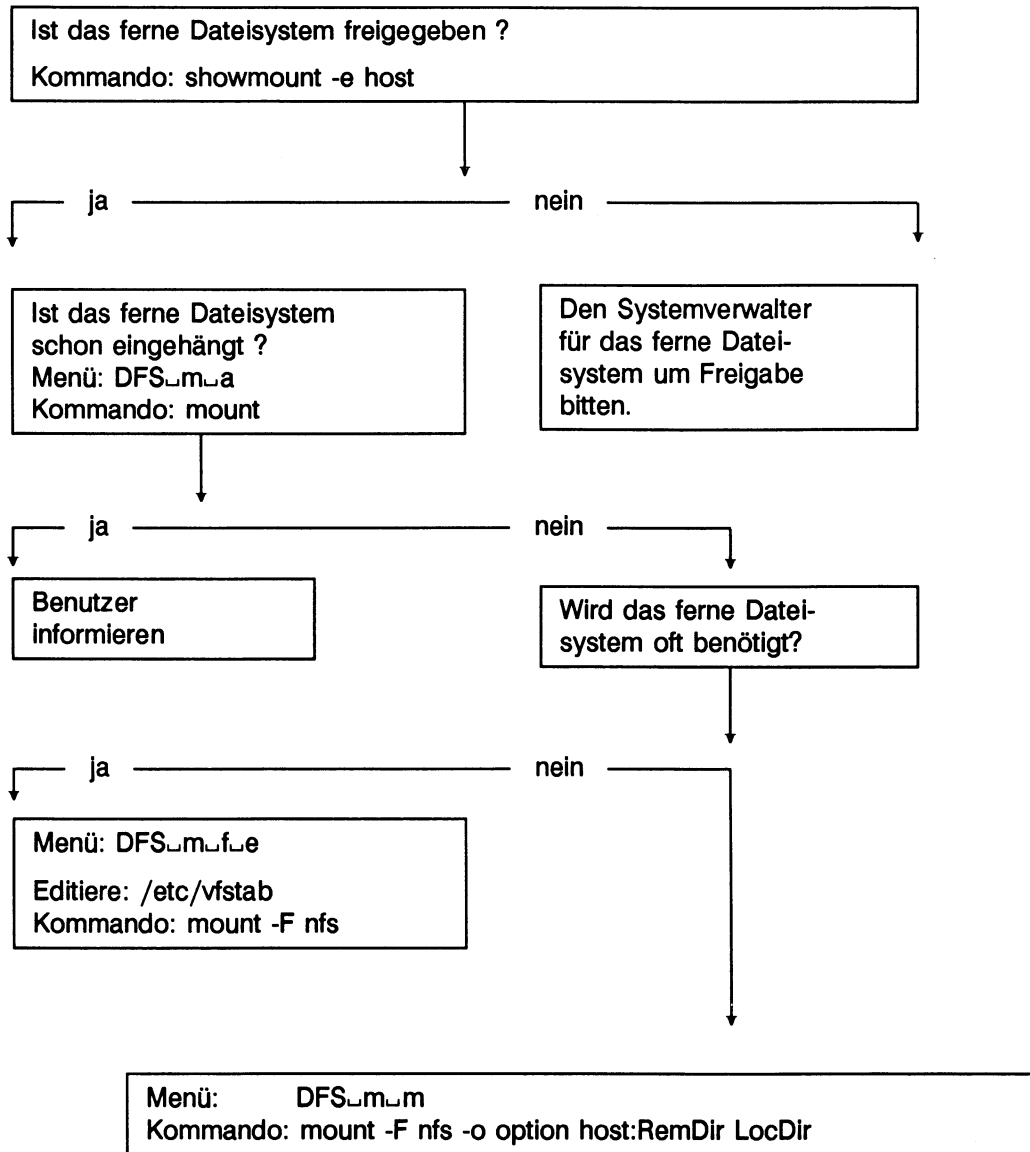 Ist das ferne Dateisystem freigegeben ?
Kommando: showmount -e host
ja
nein
Ist das ferne Dateisystem
schon eingehängt ?
Menü: DFS␣m␣a
Kommando: mount
Den Systemverwalter
für das ferne Datei-
system um Freigabe
bitten.
ja
nein
Benutzer
informieren
Wird das ferne Datei-
system oft benötigt?
ja
nein
Menü: DFS␣m␣f␣e
Editiere: /etc/vfstab
Kommando: mount -F nfs
Menü: DFS␣m␣m
Kommando: mount -F nfs -o option host:RemDir LocDir